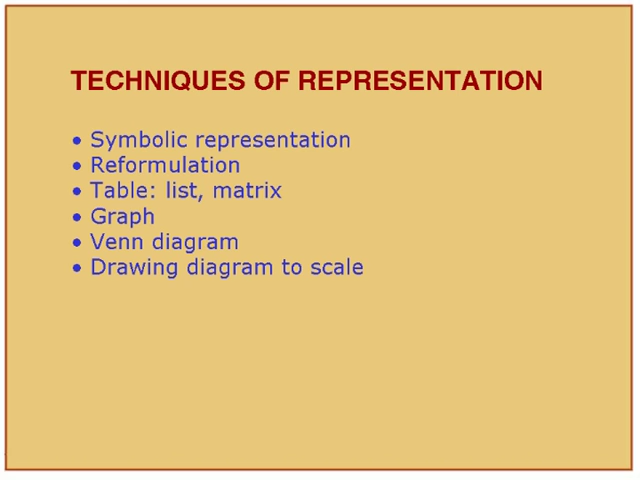 TECHNIQUES OF REPRESENTATION
• Symbolic representation
• Reformulation
• Table: list, matrix
• Graph
• Venn diagram
• Drawing diagram to scale